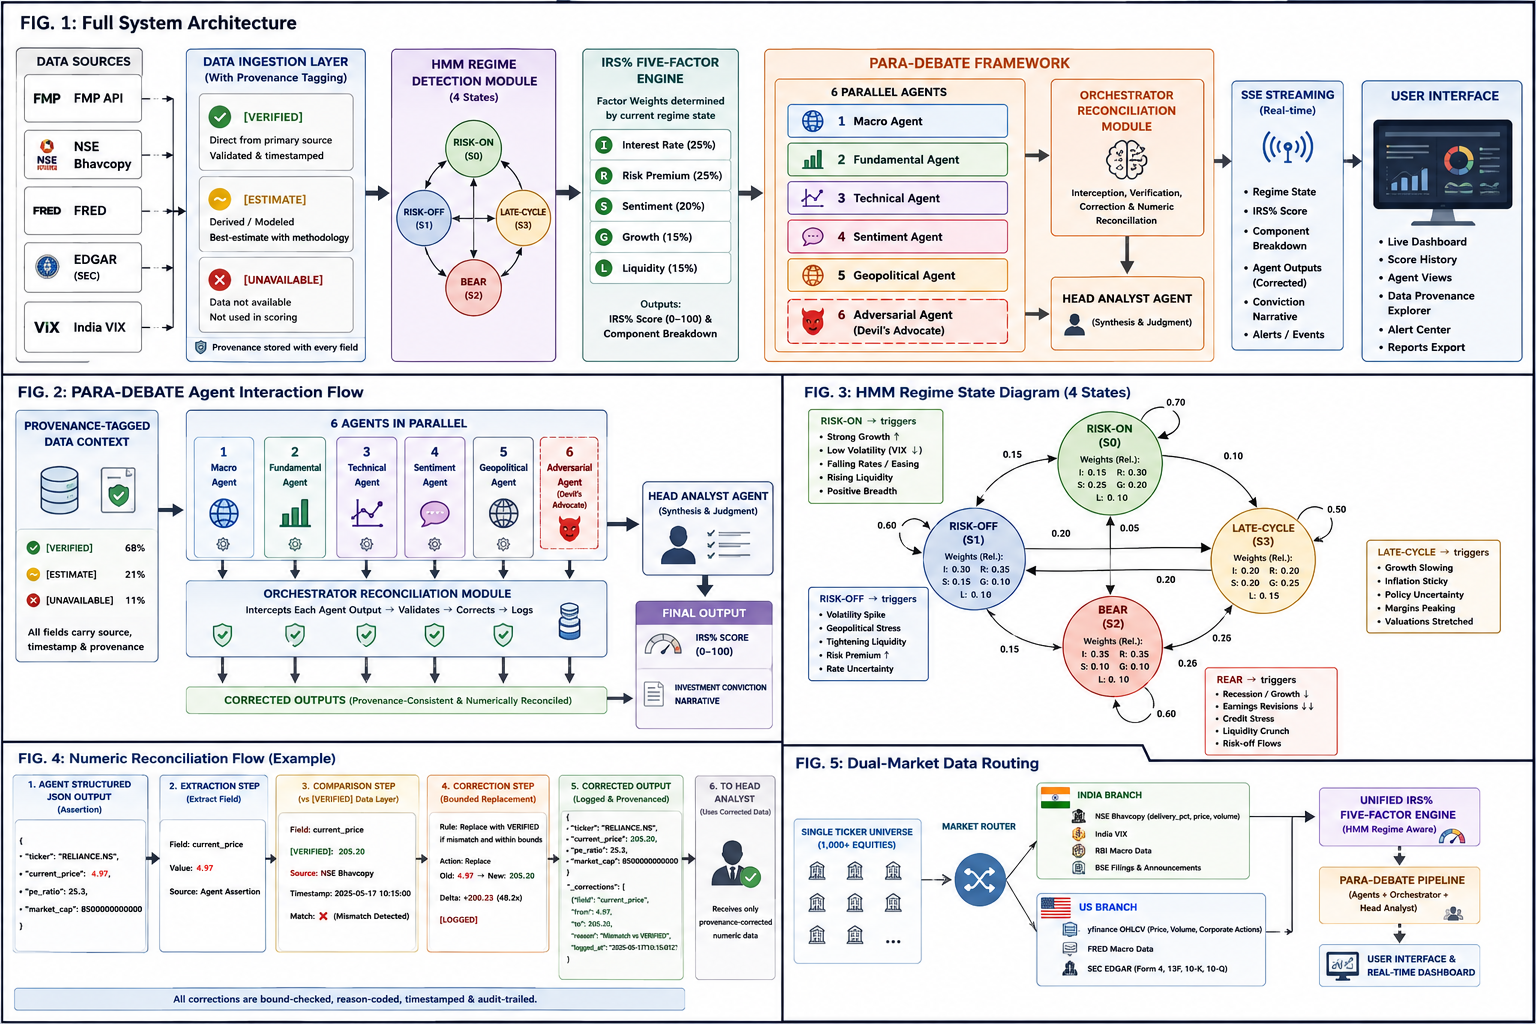 FIG. 1: Full System Architecture
DATA SOURCES
FMP FMP API
NSE
NSE
Bhavcopy
FRED FRED
EDGAR
(SEC)
ViX India VIX
DATA INGESTION LAYER
(With Provenance Tagging)
[VERIFIED]
Direct from primary source
Validated & timestamped
[ESTIMATE]
Derived / Modeled
Best-estimate with methodology
[UNAVAILABLE]
Data not available
Not used in scoring
Provenance stored with every field
HMM REGIME
DETECTION MODULE
(4 States)
RISK-ON
(S0)
RISK-OFF
(S1)
LATE-CYCLE
(S3)
BEAR
(S2)
IRS% FIVE-FACTOR
ENGINE
Factor Weights determined
by current regime state
I Interest Rate (25%)
R Risk Premium (25%)
S Sentiment (20%)
G Growth (15%)
L Liquidity (15%)
Outputs:
IRS% Score (0–100) &
Component Breakdown
PARA-DEBATE FRAMEWORK
6 PARALLEL AGENTS
1 Macro Agent
2 Fundamental Agent
3 Technical Agent
4 Sentiment Agent
5 Geopolitical Agent
6 Adversarial Agent
(Devil's Advocate)
ORCHESTRATOR
RECONCILIATION
MODULE
Interception, Verification,
Correction & Numeric
Reconciliation
HEAD ANALYST AGENT
(Synthesis & Judgment)
SSE STREAMING
(Real-time)
• Regime State
• IRS% Score
• Component
Breakdown
• Agent Outputs
(Corrected)
• Conviction
Narrative
• Alerts / Events
USER INTERFACE
• Live Dashboard
• Score History
• Agent Views
• Data Provenance
Explorer
• Alert Center
• Reports Export
FIG. 2: PARA-DEBATE Agent Interaction Flow
PROVENANCE-TAGGED
DATA CONTEXT
[VERIFIED] 68%
[ESTIMATE] 21%
[UNAVAILABLE] 11%
All fields carry source,
timestamp & provenance
6 AGENTS IN PARALLEL
1
Macro
Agent
2
Fundamental
Agent
3
Technical
Agent
4
Sentiment
Agent
5
Geopolitical
Agent
6
Adversarial
Agent
(Devil's
Advocate)
ORCHESTRATOR RECONCILIATION MODULE
Intercepts Each Agent Output → Validates → Corrects → Logs
CORRECTED OUTPUTS (Provenance-Consistent & Numerically Reconciled)
HEAD ANALYST AGENT
(Synthesis & Judgment)
FINAL OUTPUT
IRS% SCORE
(0–100)
INVESTMENT CONVICTION
NARRATIVE
FIG. 3: HMM Regime State Diagram (4 States)
RISK-ON → triggers
• Strong Growth ↑
• Low Volatility (VIX ↓)
• Falling Rates / Easing
• Rising Liquidity
• Positive Breadth
RISK-ON
(S0)
Weights (Rel.):
I: 0.15 R: 0.30
S: 0.25 G: 0.20
L: 0. 10
0.70
0.15
0.10
0.60
RISK-OFF
(S1)
Weights (Rel.):
I: 0.30 R: 0.35
S: 0.15 G: 0.10
L: 0. 10
0.20
0.05
0.20
0.50
LATE-CYCLE
(S3)
Weights (Rel.):
I: 0.20 R: 0.20
S: 0.20 G: 0.25
L: 0. 15
LATE-CYCLE → triggers
• Growth Slowing
• Inflation Sticky
• Policy Uncertainty
• Margins Peaking
• Valuations Stretched
RISK-OFF → triggers
• Volatility Spike
• Geopolitical Stress
• Tightening Liquidity
• Risk Premium ↑
• Rate Uncertainty
0.15
BEAR
(S2)
Weights (Rel.):
I: 0.35 R: 0.35
S: 0.10 G: 0.10
L: 0. 10
0.25
0.26
0.60
REAR → triggers
• Recession / Growth ↓
• Earnings Revisions ↓↓
• Credit Stress
• Liquidity Crunch
• Risk-off Flows
FIG. 4: Numeric Reconciliation Flow (Example)
1. AGENT STRUCTURED
JSON OUTPUT
(Assertion)
{
• "ticker": "RELIANCE.NS",
• "current_price": 4.97,
• "pe_ratio": 25.3,
• "market_cap": 8500000000000
}
2. EXTRACTION STEP
(Extract Field)
Field: current_price
Value: 4.97
Source: Agent Assertion
3. COMPARISON STEP
(vs [VERIFIED] Data Layer)
Field: current_price
[VERIFIED]: 205.20
Source: NSE Bhavcopy
Timestamp: 2025-05-17 10:15:00
Match: ✗ (Mismatch Detected)
4. CORRECTION STEP
(Bounded Replacement)
Rule: Replace with VERIFIED
if mismatch and within bounds
Action: Replace
Old: 4.97 → New: 205.20
Delta: +200.23 (48.2x)
[LOGGED]
5. CORRECTED OUTPUT
(Logged & Provenanced)
{
• "ticker": "RELIANCE.NS",
• "current_price": 205.20,
• "pe_ratio": 25.3,
• "market_cap": 8500000000000
}
"_corrections": [
{"field": "current_price",
"from": 4.97,
"to": 205.20,
"reason": "Mismatch vs VERIFIED",
"logged_at":
}
6. TO HEAD
ANALYST
(Uses Corrected Data)
Receives only
provenance-corrected
numeric data
All corrections are bound-checked, reason-coded, timestamped & audit-trailed.
FIG. 5: Dual-Market Data Routing
SINGLE TICKER UNIVERSE
(1,000+ EQUITIES)
...
MARKET ROUTER
INDIA BRANCH
NSE Bhavcopy (delivery_pct, price, volume)
India VIX
RBI Macro Data
BSE Filings & Announcements
US BRANCH
yfinance OHLCV (Price, Volume, Corporate Actions)
FRED Macro Data
SEC EDGAR (Form 4, 13F, 10-K, 10-Q)
UNIFIED IRS%
FIVE-FACTOR ENGINE
(HMM Regime Aware)
PARA-DEBATE PIPELINE
(Agents + Orchestrator +
Head Analyst)
USER INTERFACE &
REAL-TIME DASHBOARD